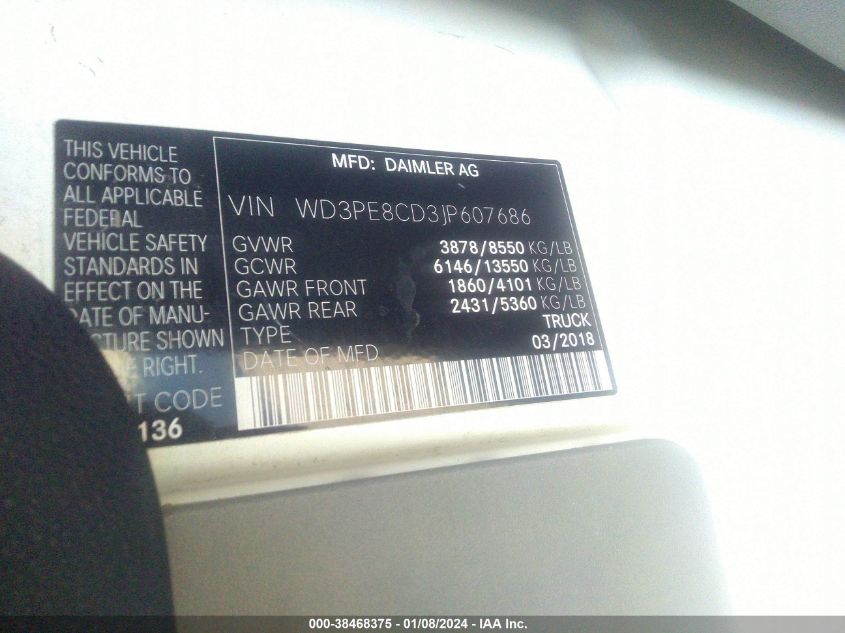 THIS VEHICLE
CONFORMS TO
ALL APPLICABLE
FEDERAL
VEHICLE SAFETY
STANDARDS IN
EFFECT ON THE
DATE OF MANU-
CTURE SHOWN
RIGHT.
CODE
136
MFD: DAIMLER AG
VIN WD3PE8CD3JP607686
GVWR 3878/8550 KG/LB
GCWR 6146/13550 KG/LB
GAWR FRONT 1860/4101 KG/LB
GAWR REAR 2431/5360 KG/LB
TYPE TRUCK
DATE OF MFD 03/2018
000-38468375 - 01/08/2024 - IAA Inc.